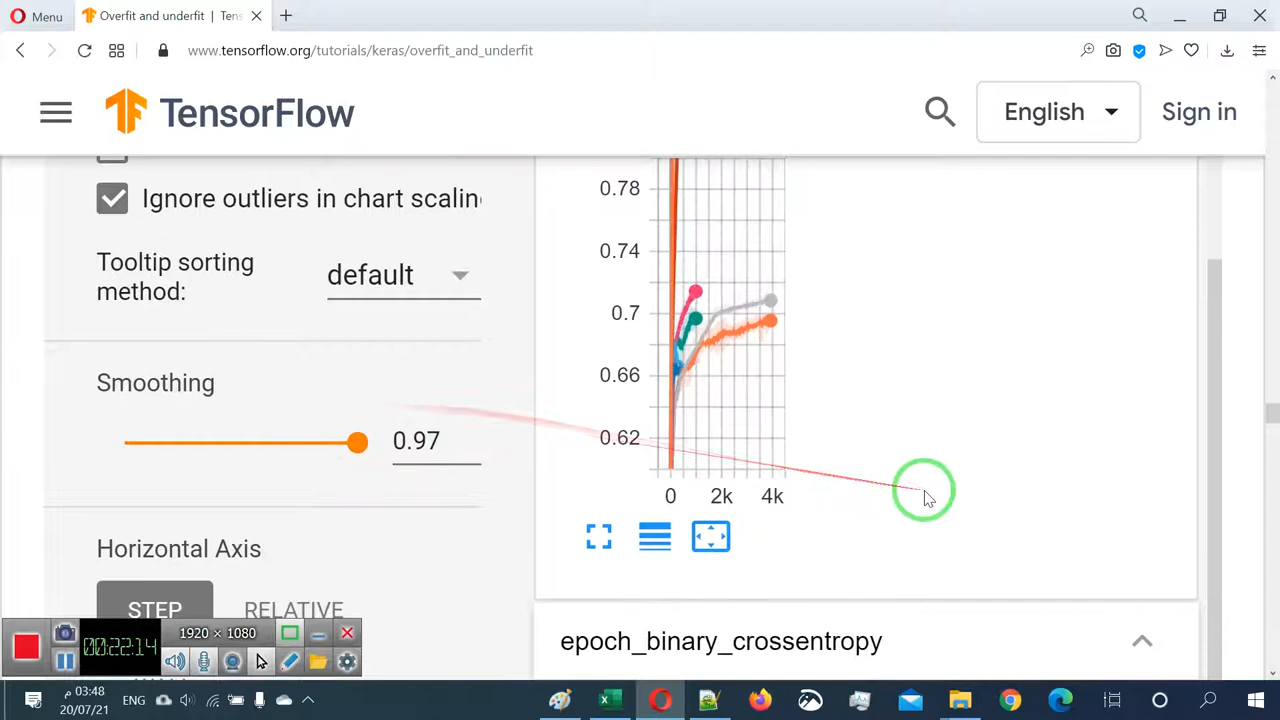 Menu
Overfit and underfit | Tens
www.tensorflow.org/tutorials/keras/overfit_and_underfit
TensorFlow
English
Sign in
Ignore outliers in chart scalin
Tooltip sorting
method:
default
Smoothing
0.97
Horizontal Axis
STEP
RELATIVE
0.78
0.74
0.7
0.66
0.62
0 2k 4k
epoch_binary_crossentropy
00:22:14
1920 × 1080
ENG
03:48 م
20/07/21